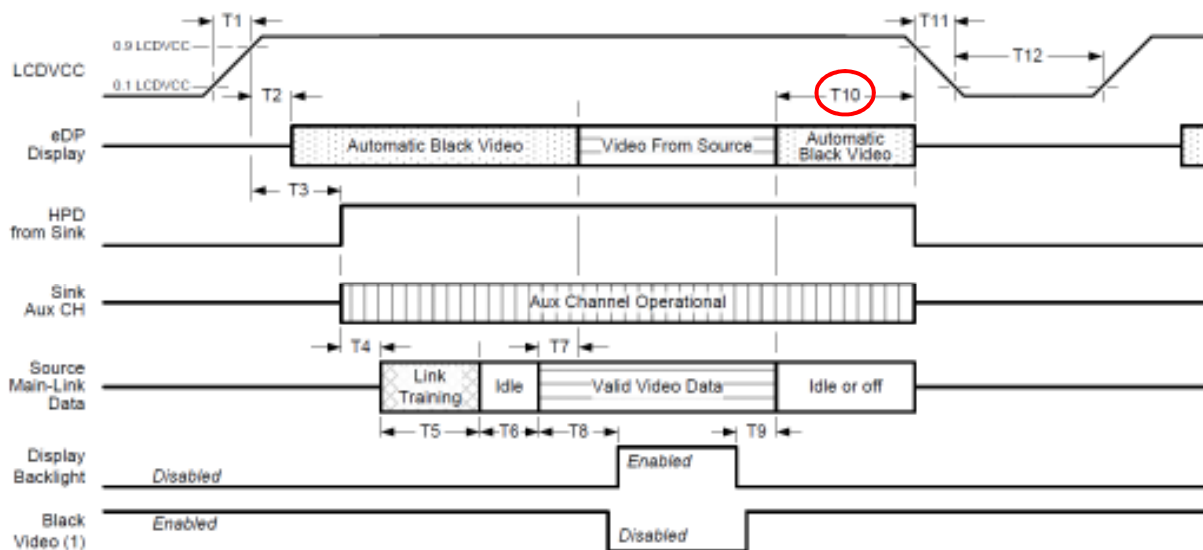 T1
T11
0.9 LCDVCC
LCDVCC
T12
0.1 LCDVCC
T2
T10
eDP
Display
Automatic Black Video
Video From Source
Automatic
Black Video
T3
HPD
from Sink
Sink
Aux CH
Aux Channel Operational
T4
T7
Source
Main-Link
Data
Link
Training
Idle
Valid Video Data
Idle or off
T5
T6
T8
T9
Display
Backlight
Disabled
Enabled
Black
Video (1)
Enabled
Disabled